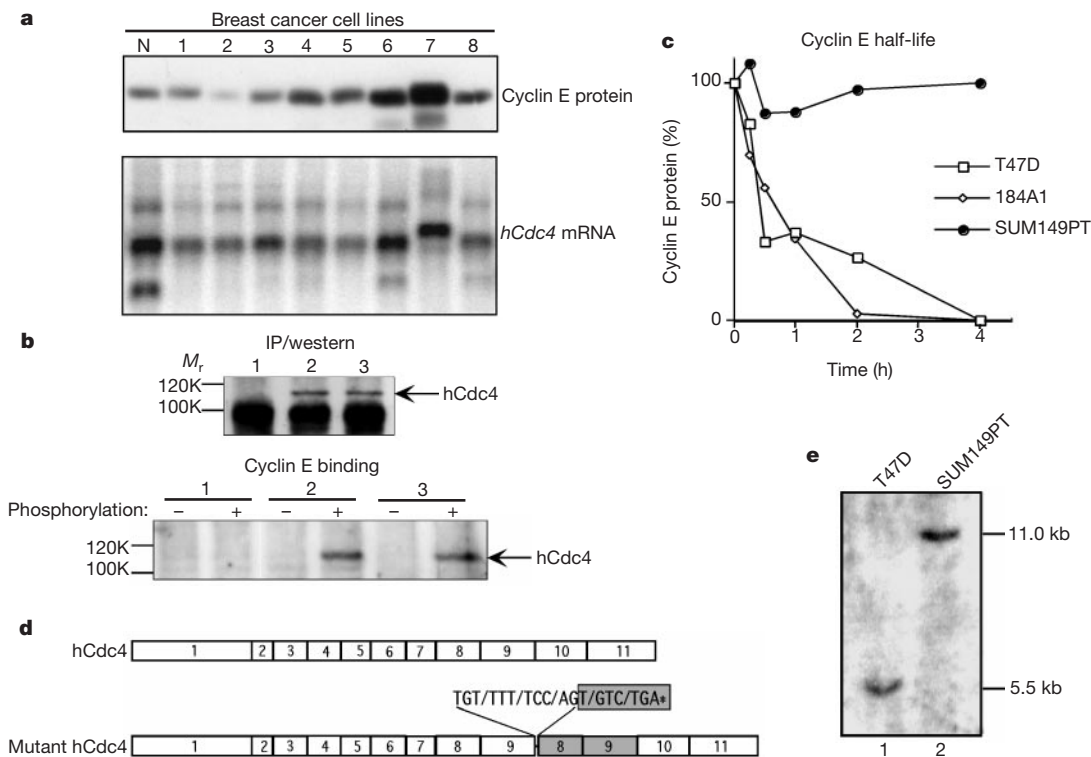 a
Breast cancer cell lines
N 1 2 3 4 5 6 7 8
Cyclin E protein
hCdc4 mRNA
b
IP/western
Mr 1 2 3
120K
100K
hCdc4
Cyclin E binding
1 2 3
Phosphorylation: – + – + – +
120K
100K
hCdc4
c
Cyclin E half-life
100
50
0
Cyclin E protein (%)
0 1 2 3 4
Time (h)
T47D
184A1
SUM149PT
d
hCdc4 1 2 3 4 5 6 7 8 9 10 11
TGT/TTT/TCC/AGT/GTC/TGA*
Mutant hCdc4 1 2 3 4 5 6 7 8 9 8 9 10 11
e
T47D
SUM149PT
11.0 kb
5.5 kb
1 2